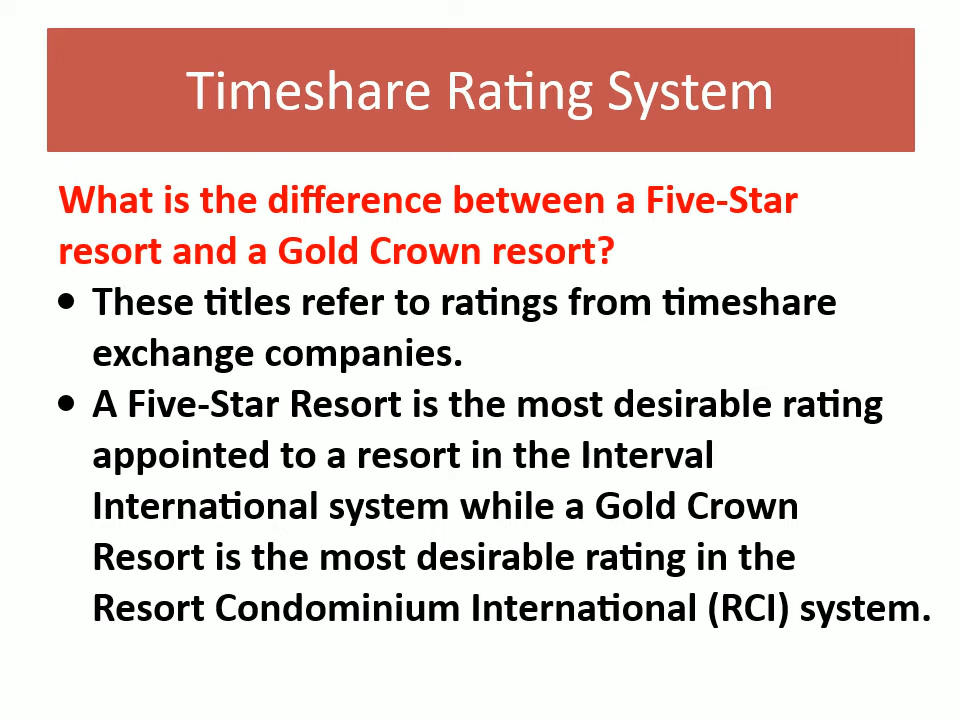 Timeshare Rating System
What is the difference between a Five-Star
resort and a Gold Crown resort?
• These titles refer to ratings from timeshare
exchange companies.
• A Five-Star Resort is the most desirable rating
appointed to a resort in the Interval
International system while a Gold Crown
Resort is the most desirable rating in the
Resort Condominium International (RCI) system.